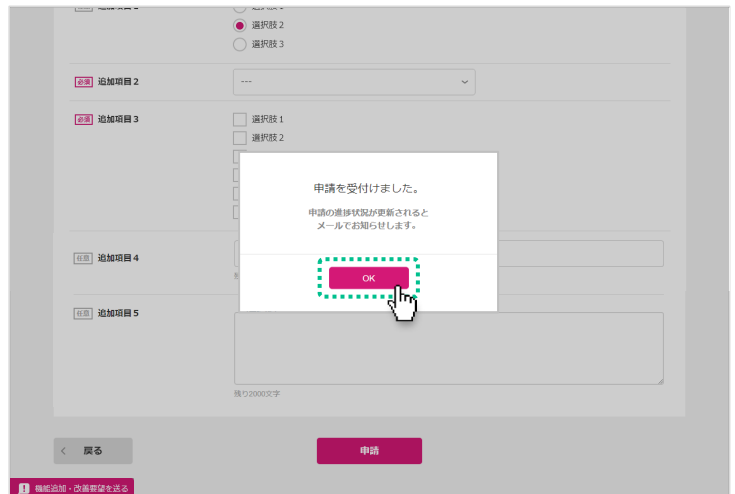 選択肢2
選択肢3
必須 追加項目2
---
必須 追加項目3
選択肢1
選択肢2
申請を受付けました。
申請の進捗状況が更新されると
メールでお知らせします。
OK
任意 追加項目4
任意 追加項目5
残り2000文字
戻る
申請
機能追加・改善要望を送る